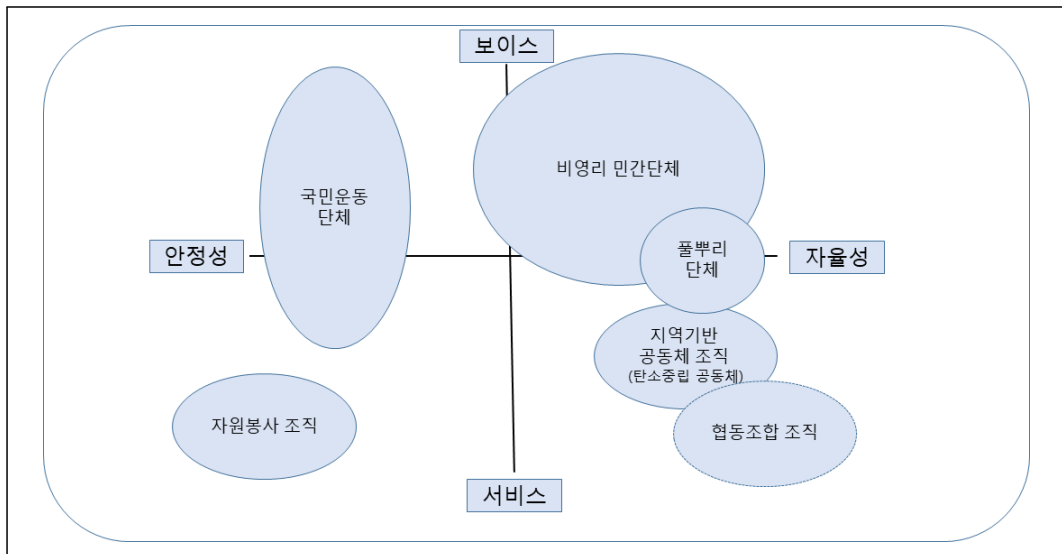 보이스
비영리 민간단체
국민운동
단체
안정성
풀뿌리
단체
자율성
지역기반
공동체 조직
(탄소중립 공동체)
자원봉사 조직
협동조합 조직
서비스